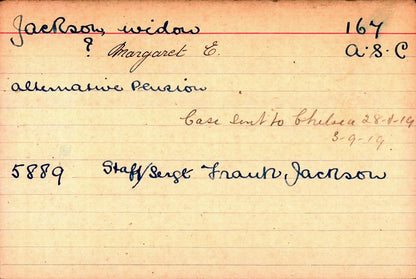 Jackson, widow 167
? Margaret E. A.S.C
alternative Pension
Case sent to Chelsea 28-8-19
3-9-19
5889 Staff/Sergt Frank Jackson